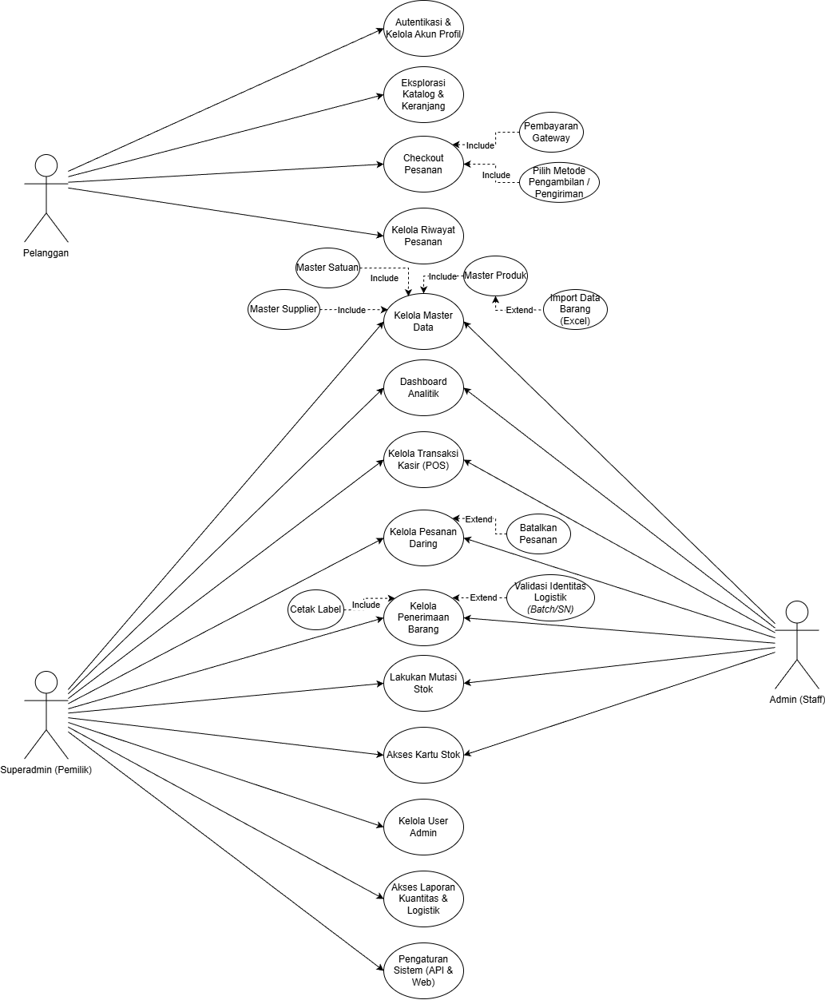 Autentikasi &
Kelola Akun Profil
Eksplorasi
Katalog &
Keranjang
Pembayaran
Gateway
Include
Checkout
Pesanan
Include
Pilih Metode
Pengambilan /
Pengiriman
Pelanggan
Kelola Riwayat
Pesanan
Master Satuan
Include
Include
Master Produk
Master Supplier
Include
Kelola Master
Data
Extend
Import Data
Barang
(Excel)
Dashboard
Analitik
Kelola Transaksi
Kasir (POS)
Extend
Batalkan
Pesanan
Kelola Pesanan
Daring
Cetak Label
Include
Kelola
Penerimaan
Barang
Extend
Validasi Identitas
Logistik
(Batch/SN)
Lakukan Mutasi
Stok
Admin (Staff)
Superadmin (Pemilik)
Akses Kartu Stok
Kelola User
Admin
Akses Laporan
Kuantitas &
Logistik
Pengaturan
Sistem (API &
Web)